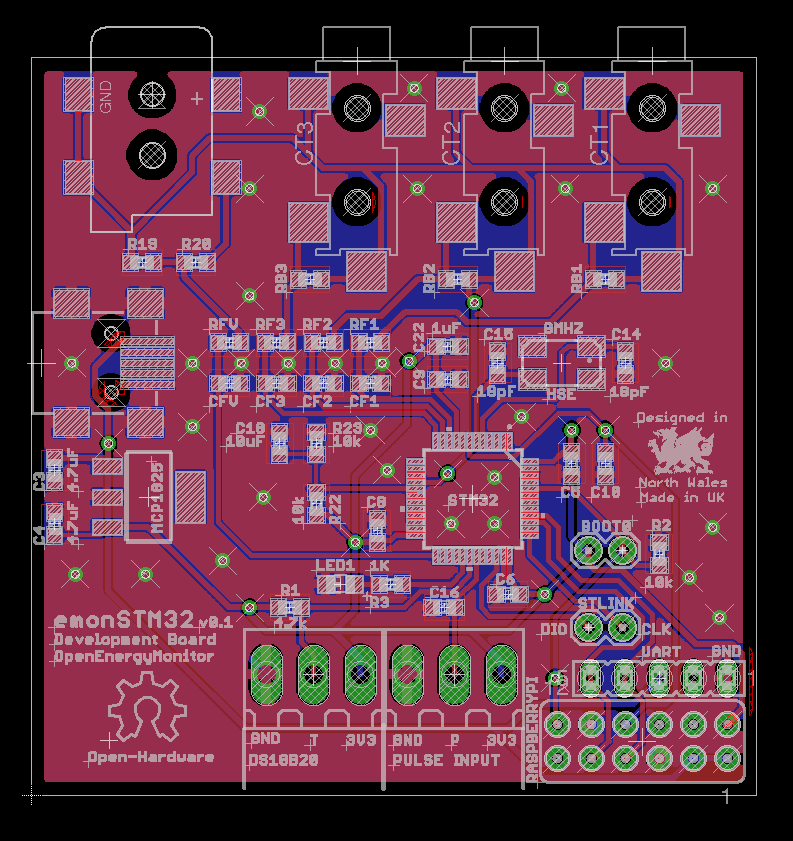 GND
+
CT3
CT2
CT1
R19 R20
RB3
RB2
RB1
RFV RF3 RF2 RF1
C22
1uF
C15
8MHZ
C14
C9
18pF
HSE
18pF
CFV CF3 CF2 CF1
Designed in
North Wales
Made in UK
C18
10uF
R23
10k
C3
4.7uF
C4
4.7uF
MCP1825
10k
R22
C8
STM32
C10
BOOT0
R2
10k
LED1
1K
R3
R1
4.7k
C16
C6
STLINK
DIO
CLK
emonSTM32 v0.1
Development Board
OpenEnergyMonitor
UART
GND
Open-Hardware
GND T 3V3
DS18B20
GND P 3V3
PULSE INPUT
RASPBERRYPI
1